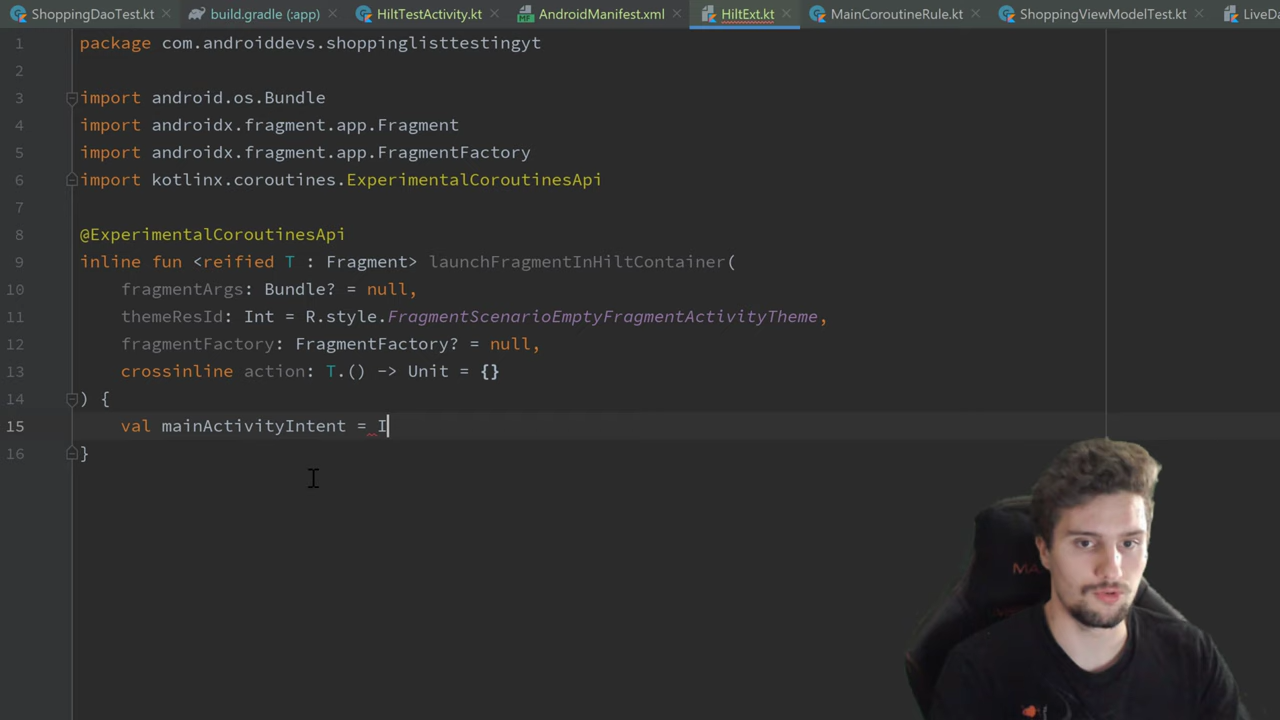 ShoppingDaoTest.kt build.gradle (:app) HiltTestActivity.kt AndroidManifest.xml HiltExt.kt MainCoroutineRule.kt ShoppingViewModelTest.kt LiveDa
1 package com.androiddevs.shoppinglisttestingyt
2
3 import android.os.Bundle
4 import androidx.fragment.app.Fragment
5 import androidx.fragment.app.FragmentFactory
6 import kotlinx.coroutines.ExperimentalCoroutinesApi
7
8 @ExperimentalCoroutinesApi
9 inline fun <reified T : Fragment> launchFragmentInHiltContainer(
10 fragmentArgs: Bundle? = null,
11 themeResId: Int = R.style.FragmentScenarioEmptyFragmentActivityTheme,
12 fragmentFactory: FragmentFactory? = null,
13 crossinline action: T.() -> Unit = {}
14 ) {
15 val mainActivityIntent = I
16 }